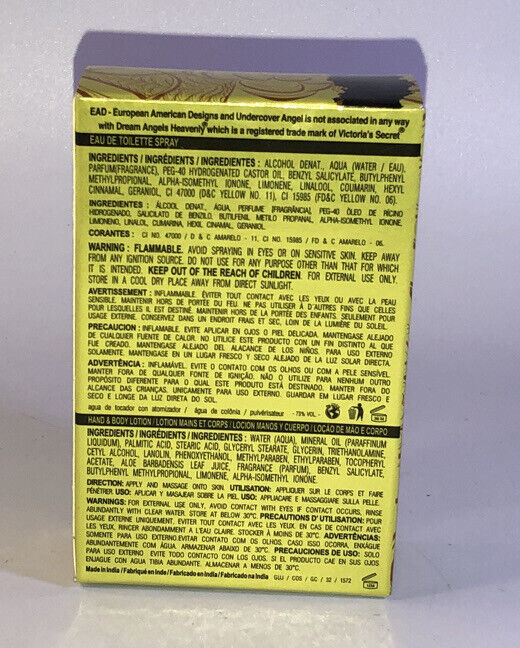 EAD - European American Designs and Undercover Angel is not associated in any way
with Dream Angels Heavenly® which is a registered trade mark of Victoria's Secret®
EAU DE TOILETTE SPRAY
INGREDIENTS / INGRÉDIENTS / INGREDIENTES : ALCOHOL DENAT., AQUA (WATER / EAU),
PARFUM(FRAGRANCE), PEG-40 HYDROGENATED CASTOR OIL, BENZYL SALICYLATE, BUTYLPHENYL
METHYLPROPIONAL, ALPHA-ISOMETHYL IONONE, LIMONENE, LINALOOL, COUMARIN, HEXYL
CINNAMAL, GERANIOL, CI 47000 (D&C YELLOW NO. 11), CI 15985 (FD&C YELLOW NO. 06).
INGREDIENTES : ÁLCOOL DENAT., AGUA, PERFUME [FRAGRÂNCIA], PEG-40 ÓLEO DE RÍCINO
HIDROGENADO, SALICILATO DE BENZILO, BUTILFENIL METILO PROPANAL, ALPHA-ISOMETHYL IONONE,
LIMONENO, LINALOL, CUMARINA, HEXIL CINAMAL, GERANIOL.
CORANTES : CI NO. 47000 / D & C AMARELO - 11, CI NO. 15985 / FD & C AMARELO - 06.
WARNING : FLAMMABLE. AVOID SPRAYING IN EYES OR ON SENSITIVE SKIN. KEEP AWAY
FROM ANY IGNITION SOURCE. DO NOT USE FOR ANY PURPOSE OTHER THAN THAT FOR WHICH
IT IS INTENDED. KEEP OUT OF THE REACH OF CHILDREN. FOR EXTERNAL USE ONLY.
STORE IN A COOL DRY PLACE AWAY FROM DIRECT SUNLIGHT.
AVERTISSEMENT : INFLAMMABLE. ÉVITER TOUT CONTACT AVEC LES YEUX OU AVEC LA PEAU
SENSIBLE. MAINTENIR HORS DE PORTÉE DU FEU. NE PAS UTILISER À D'AUTRES FINS QUE CELLES
POUR LESQUELLES IL EST DESTINÉ. MAINTENIR HORS DE LA PORTÉE DES ENFANTS. SEULEMENT POUR
USAGE EXTERNE. CONSERVEZ DANS UN ENDROIT FRAIS ET SEC, LOIN DE LA LUMIÈRE DU SOLEIL.
PRECAUCION : INFLAMABLE. EVITE APLICAR EN OJOS O PIEL DELICADA. MANTENGASE ALEJADO
DE CUALQUIER FUENTE DE CALOR. NO UTILICE ESTE PRODUCTO CON UN FIN DISTINTO AL QUE
FUE CREADO. MANTENGASE ALEJADO DEL ALACANCE DE LOS NIÑOS. PARA USO EXTERNO
SOLAMENTE. MANTENGASE EN UN LUGAR FRESCO Y SECO ALEJADO DE LA LUZ SOLAR DIRECTA.
ADVERTÊNCIA : INFLAMÁVEL. EVITE O CONTATO COM OS OLHOS OU COM A PELE SENSÍVEL.
MANTER FORA DE QUALQUER FONTE DE IGNIÇÃO. NÃO O UTILIZE PARA NENHUM OUTRO
PROPÓSITO DIFERENTE PARA O QUAL ESTE PRODUTO ESTÁ DESTINADO. MANTER FORA DO
ALCANCE DAS CRIANÇAS. UNICAMENTE PARA USO EXTERNO. GUARDAR EM LUGAR FRESCO E
SECO E LONGE DA LUZ DIRETA DO SOL.
agua de tocador con atomizador / água de colônia / pulvérisateur - 73% VOL -
HAND & BODY LOTION / LOTION MAINS ET CORPS / LOCION MANOS Y CUERPO / LOÇÃO DE MÃO E CORPO
INGREDIENTS / INGRÉDIENTS / INGREDIENTES : WATER (AQUA), MINERAL OIL (PARAFFINUM
LIQUIDUM), PALMITIC ACID, STEARIC ACID, GLYCERYL STEARATE, GLYCERIN, TRIETHANOLAMINE,
CETYL ALCOHOL, LANOLIN, PHENOXYETHANOL, METHYLPARABEN, ETHYLPARABEN, TOCOPHERYL
ACETATE, ALOE BARBADENSIS LEAF JUICE, FRAGRANCE (PARFUM), BENZYL SALICYLATE,
BUTYLPHENYL METHYLPROPIONAL, LIMONENE, ALPHA-ISOMETHYL IONONE.
DIRECTION: APPLY AND MASSAGE ONTO SKIN. UTILISATION: APPLIQUER SUR LE CORPS ET FAIRE
PÉNÉTRER. USO: APLICAR Y MASAJEAR SOBRE LA PIEL. USO: APPLIACARE E MASSAGGIARE SULLA PELLE.
WARNINGS: FOR EXTERNAL USE ONLY, AVOID CONTACT WITH EYES IF CONTACT OCCURS, RINSE
ABUNDANTLY WITH CLEAR WATER. STORE AT BELOW 30°C. PRECAUTIONS D'UTILISATION: POUR
USAGE EXTERNE UNIQUEMENT. EVITER TOUT CONTACT AVEC LES YEUX EN CAS DE CONTACT AVEC
LES YEUX, RINCER ABONDAMMENT A L'EAU CLAIRE. STOCKER À MOINS DE 30°C. ADVERTÊNCIAS:
SOMENTE PARA USO EXTERNO.EVITAR CONTATO COM OS OLHOS. CASO ISSO OCORRA, ENXÁGUE
ABUNDANTEMENTE COM ÁGUA. ARMAZENAR ABAIXO DE 30°C. PRECAUCIONES DE USO: SOLO
PARA USO EXTERNO EVITE TODO CONTACTO CON LOS OJOS. SI EL PRODUCTO CAE EN SUS OJOS
ENJUAGUE CON AGUA TIBIA ABUNDANTE. ALMACENAR A MENOS DE 30°C.
Made in India / Fabriqué en Inde / Fabricado en India / Fabricado na India GUJ / COS / GC / 32 / 1572